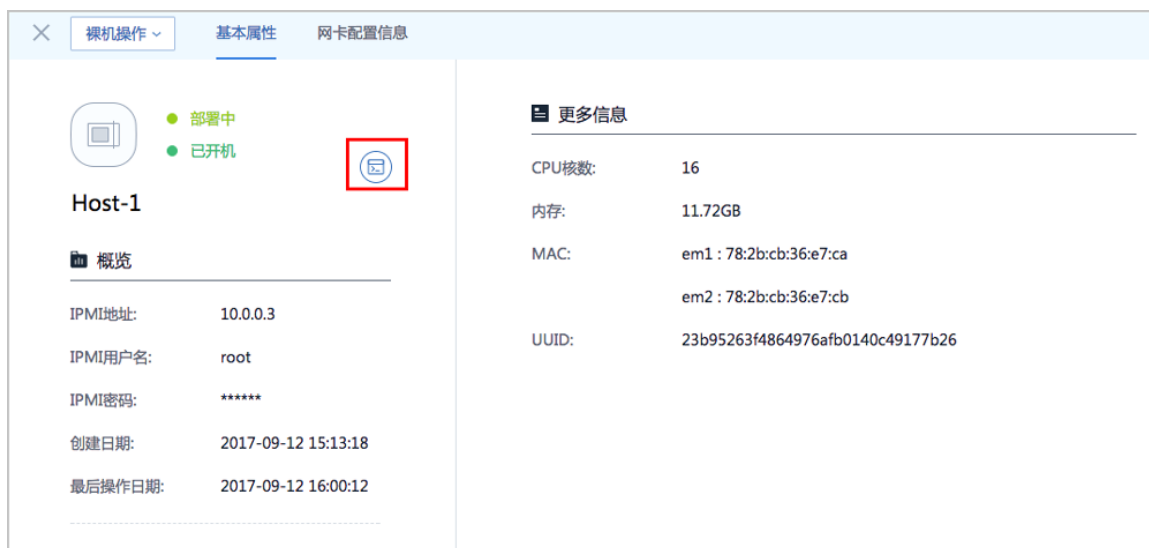 裸机操作 基本属性 网卡配置信息
部署中
已开机
Host-1
概览
IPMI地址: 10.0.0.3
IPMI用户名: root
IPMI密码: ******
创建日期: 2017-09-12 15:13:18
最后操作日期: 2017-09-12 16:00:12
更多信息
CPU核数: 16
内存: 11.72GB
MAC: em1 : 78:2b:cb:36:e7:ca
em2 : 78:2b:cb:36:e7:cb
UUID: 23b95263f4864976afb0140c49177b26